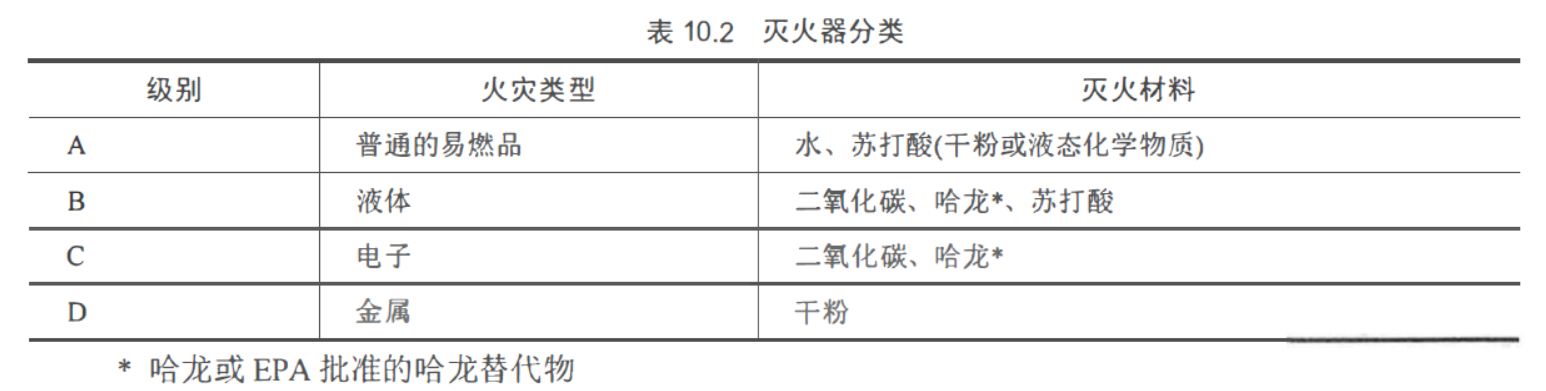 表 10.2 灭火器分类
级别 火灾类型 灭火材料
A 普通的易燃品 水、苏打酸(干粉或液态化学物质)
B 液体 二氧化碳、哈龙*、苏打酸
C 电子 二氧化碳、哈龙*
D 金属 干粉
* 哈龙或 EPA 批准的哈龙替代物